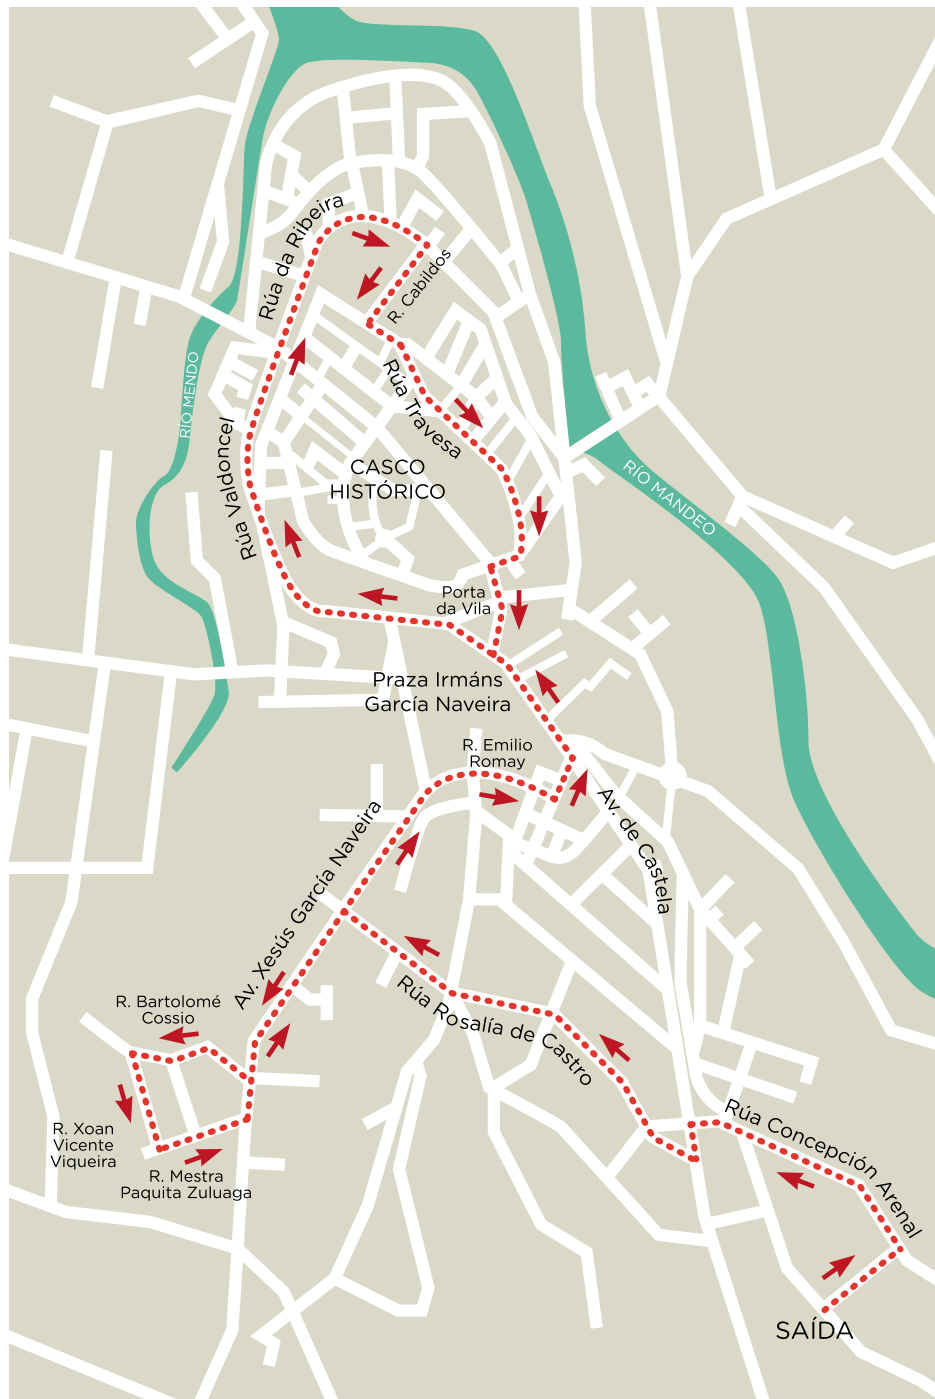 Rúa da Ribeira
R. Cabildos
RÍO MENDO
Rúa Travesa
Rúa Valdoncel
CASCO
HISTÓRICO
RÍO MANDEO
Porta
da Vila
Praza Irmáns
García Naveira
R. Emilio
Romay
Av. de Castela
Av. Xesús García Naveira
R. Bartolomé
Cossio
Rúa Rosalía de Castro
R. Xoan
Vicente
Viqueira
R. Mestra
Paquita Zuluaga
Rúa Concepción Arenal
SAÍDA